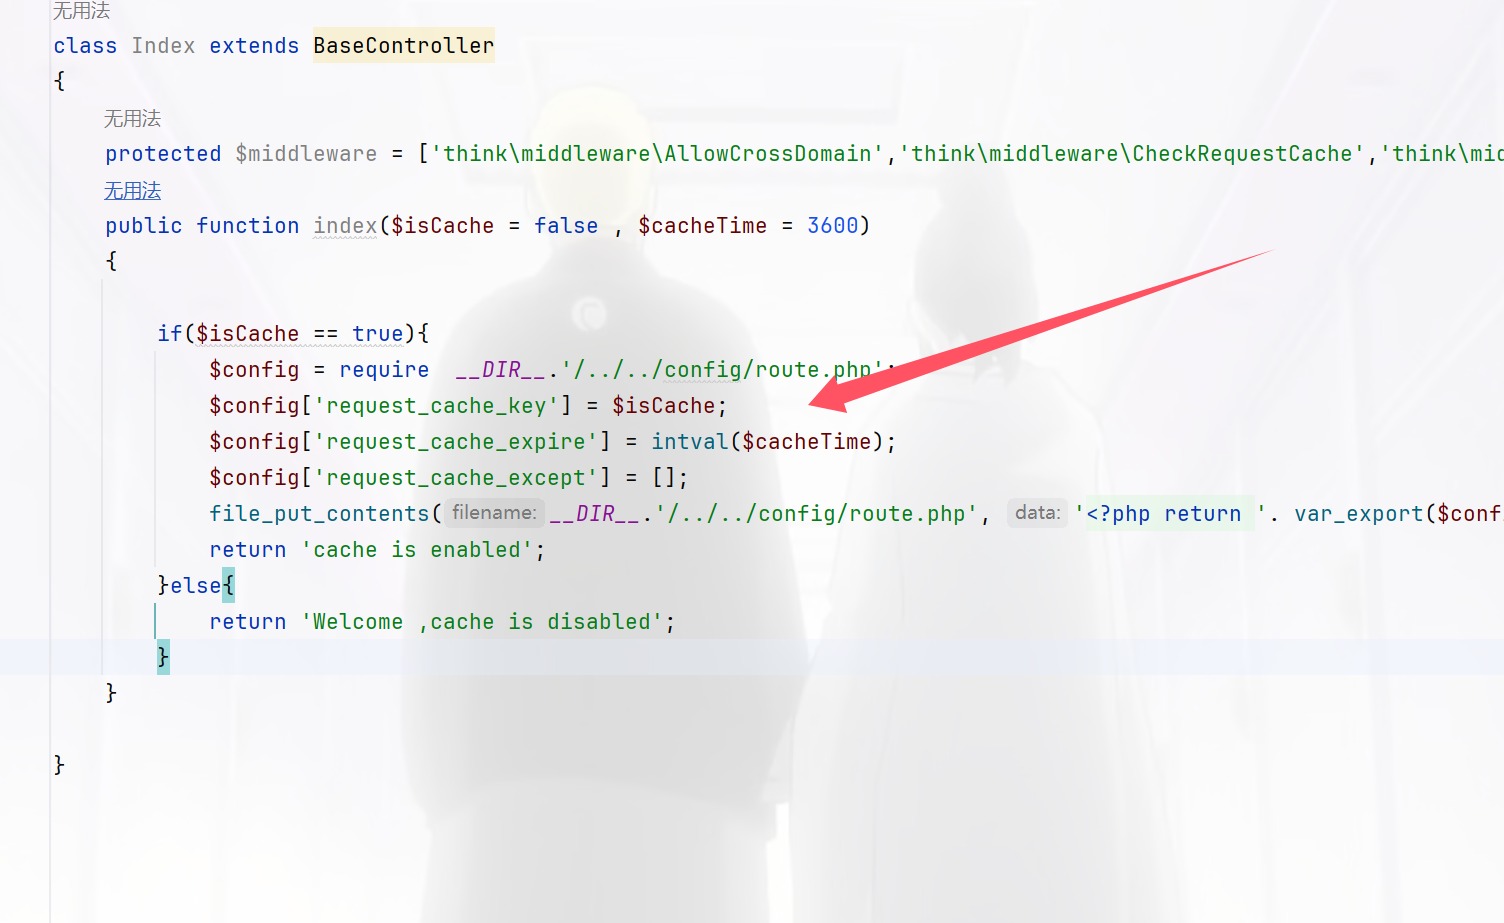 无用法
class Index extends BaseController
{
无用法
protected $middleware = ['think\middleware\AllowCrossDomain','think\middleware\CheckRequestCache','think\mid
无用法
public function index($isCache = false , $cacheTime = 3600)
{
if($isCache == true){
$config = require  __DIR__.'/../../config/route.php';
$config['request_cache_key'] = $isCache;
$config['request_cache_expire'] = intval($cacheTime);
$config['request_cache_except'] = [];
file_put_contents( filename: __DIR__.'/../../config/route.php', data: '<?php return '. var_export($conf
return 'cache is enabled';
}else{
return 'Welcome ,cache is disabled';
}
}
}